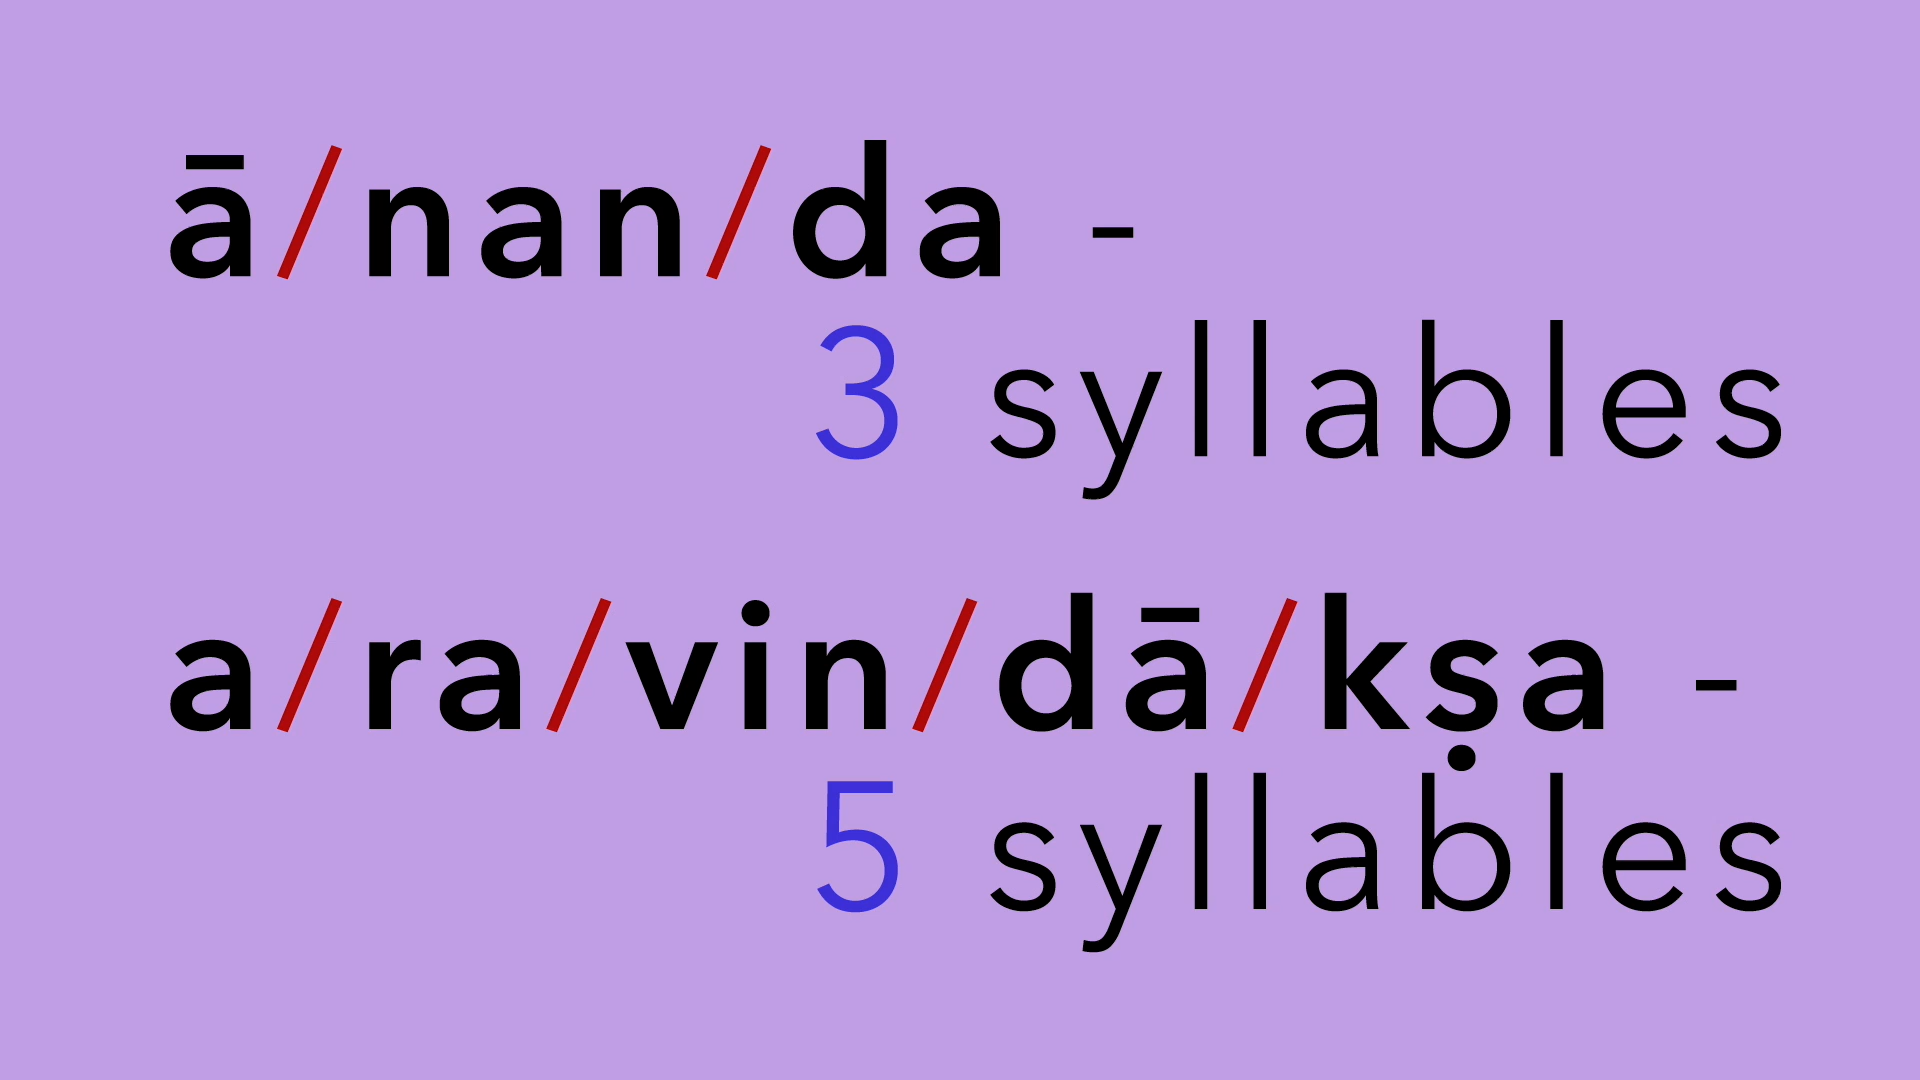 ā/nan/da -
3 syllables
a/ra/vin/dā/kṣa -
5 syllables